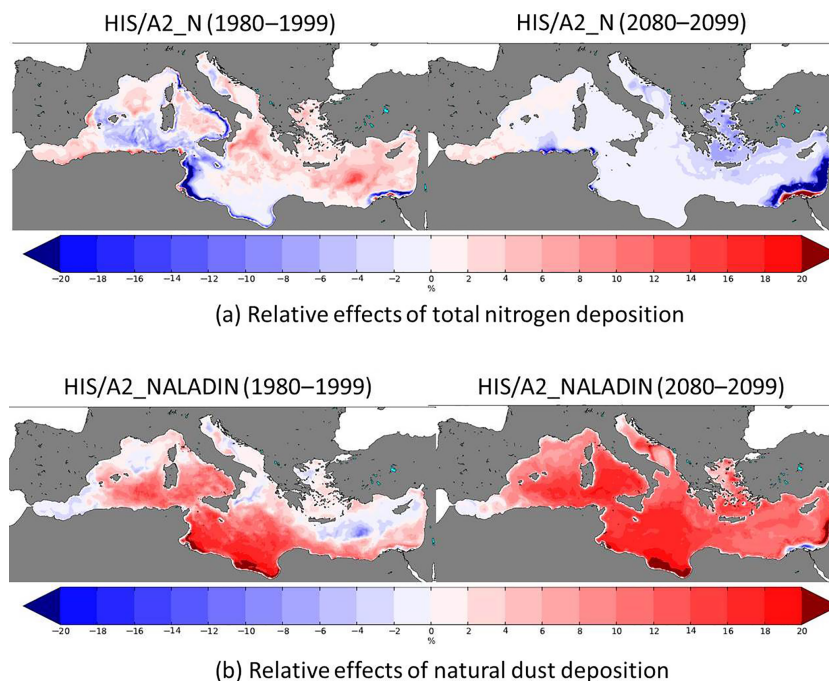 HIS/A2_N (1980–1999) HIS/A2_N (2080–2099)
−20 −18 −16 −14 −12 −10 −8 −6 −4 −2 0 2 4 6 8 10 12 14 16 18 20
%
(a) Relative effects of total nitrogen deposition
HIS/A2_NALADIN (1980–1999) HIS/A2_NALADIN (2080–2099)
−20 −18 −16 −14 −12 −10 −8 −6 −4 −2 0 2 4 6 8 10 12 14 16 18 20
%
(b) Relative effects of natural dust deposition